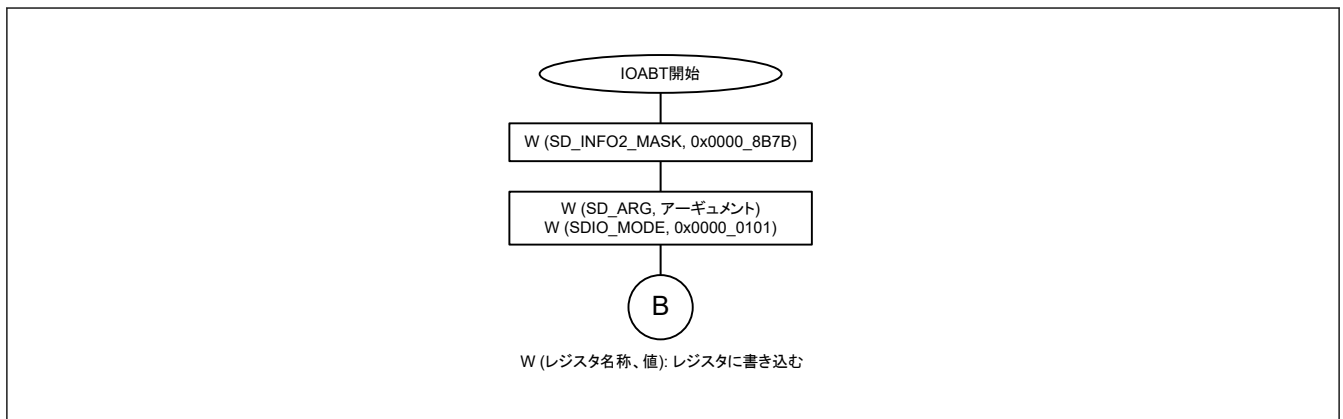 IOABT開始
W (SD_INFO2_MASK, 0x0000_8B7B)
W (SD_ARG, アーギュメント)
W (SDIO_MODE, 0x0000_0101)
B
W (レジスタ名称、値): レジスタに書き込む